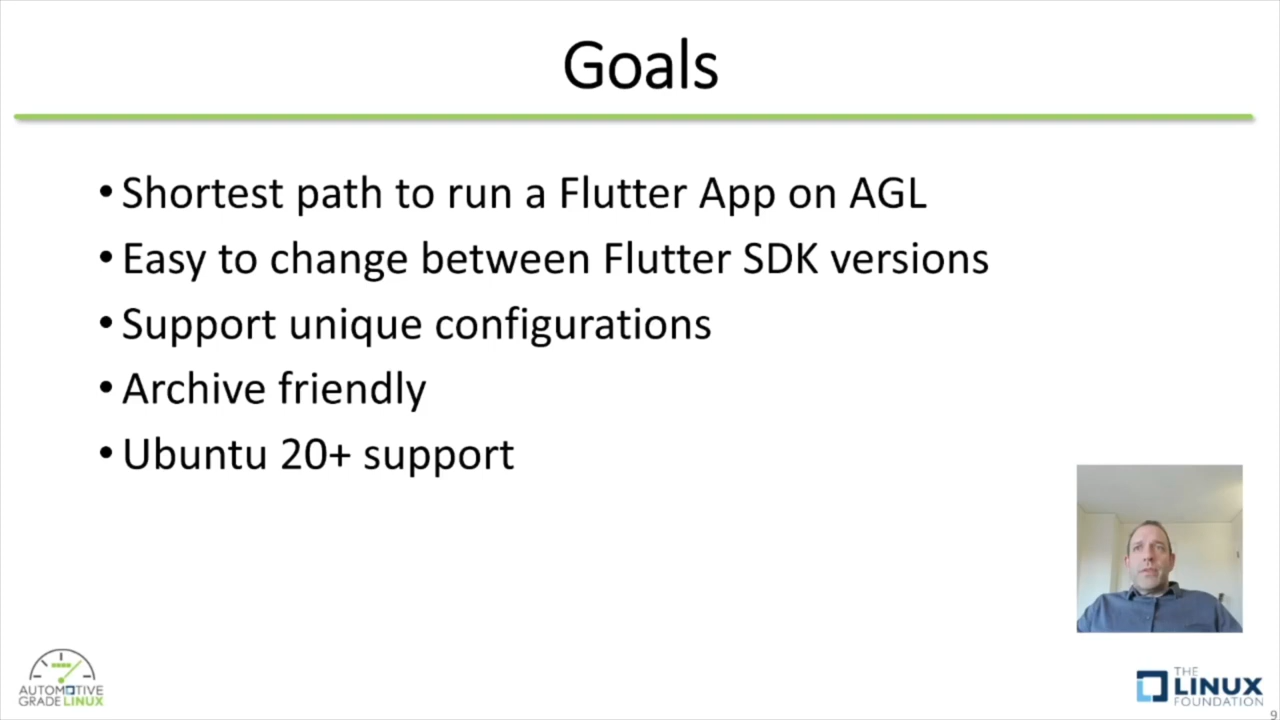 Goals
• Shortest path to run a Flutter App on AGL
• Easy to change between Flutter SDK versions
• Support unique configurations
• Archive friendly
• Ubuntu 20+ support
AUTOMOTIVE
GRADE LINUX
THE
LINUX
FOUNDATION
9